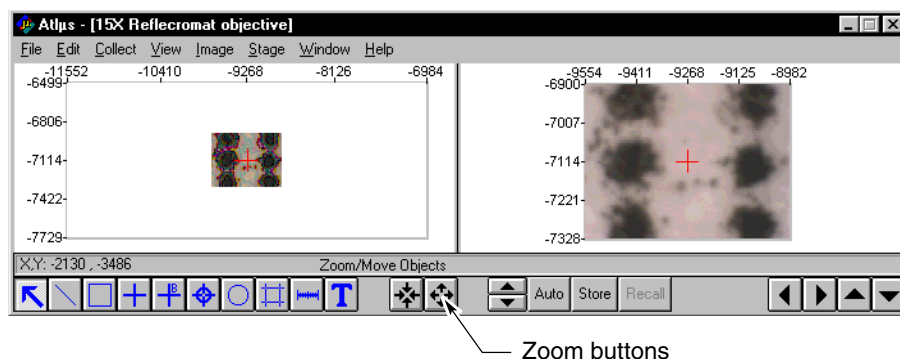 Atlμs - [15X Reflecromat objective]
File Edit Collect View Image Stage Window Help
-11552 -10410 -9268 -8126 -6984
-6499
-6806
-7114
-7422
-7729
-9554 -9411 -9268 -9125 -8982
-6900
-7007
-7114
-7221
-7328
X,Y: -2130 , -3486 Zoom/Move Objects
B T Auto Store Recall
Zoom buttons